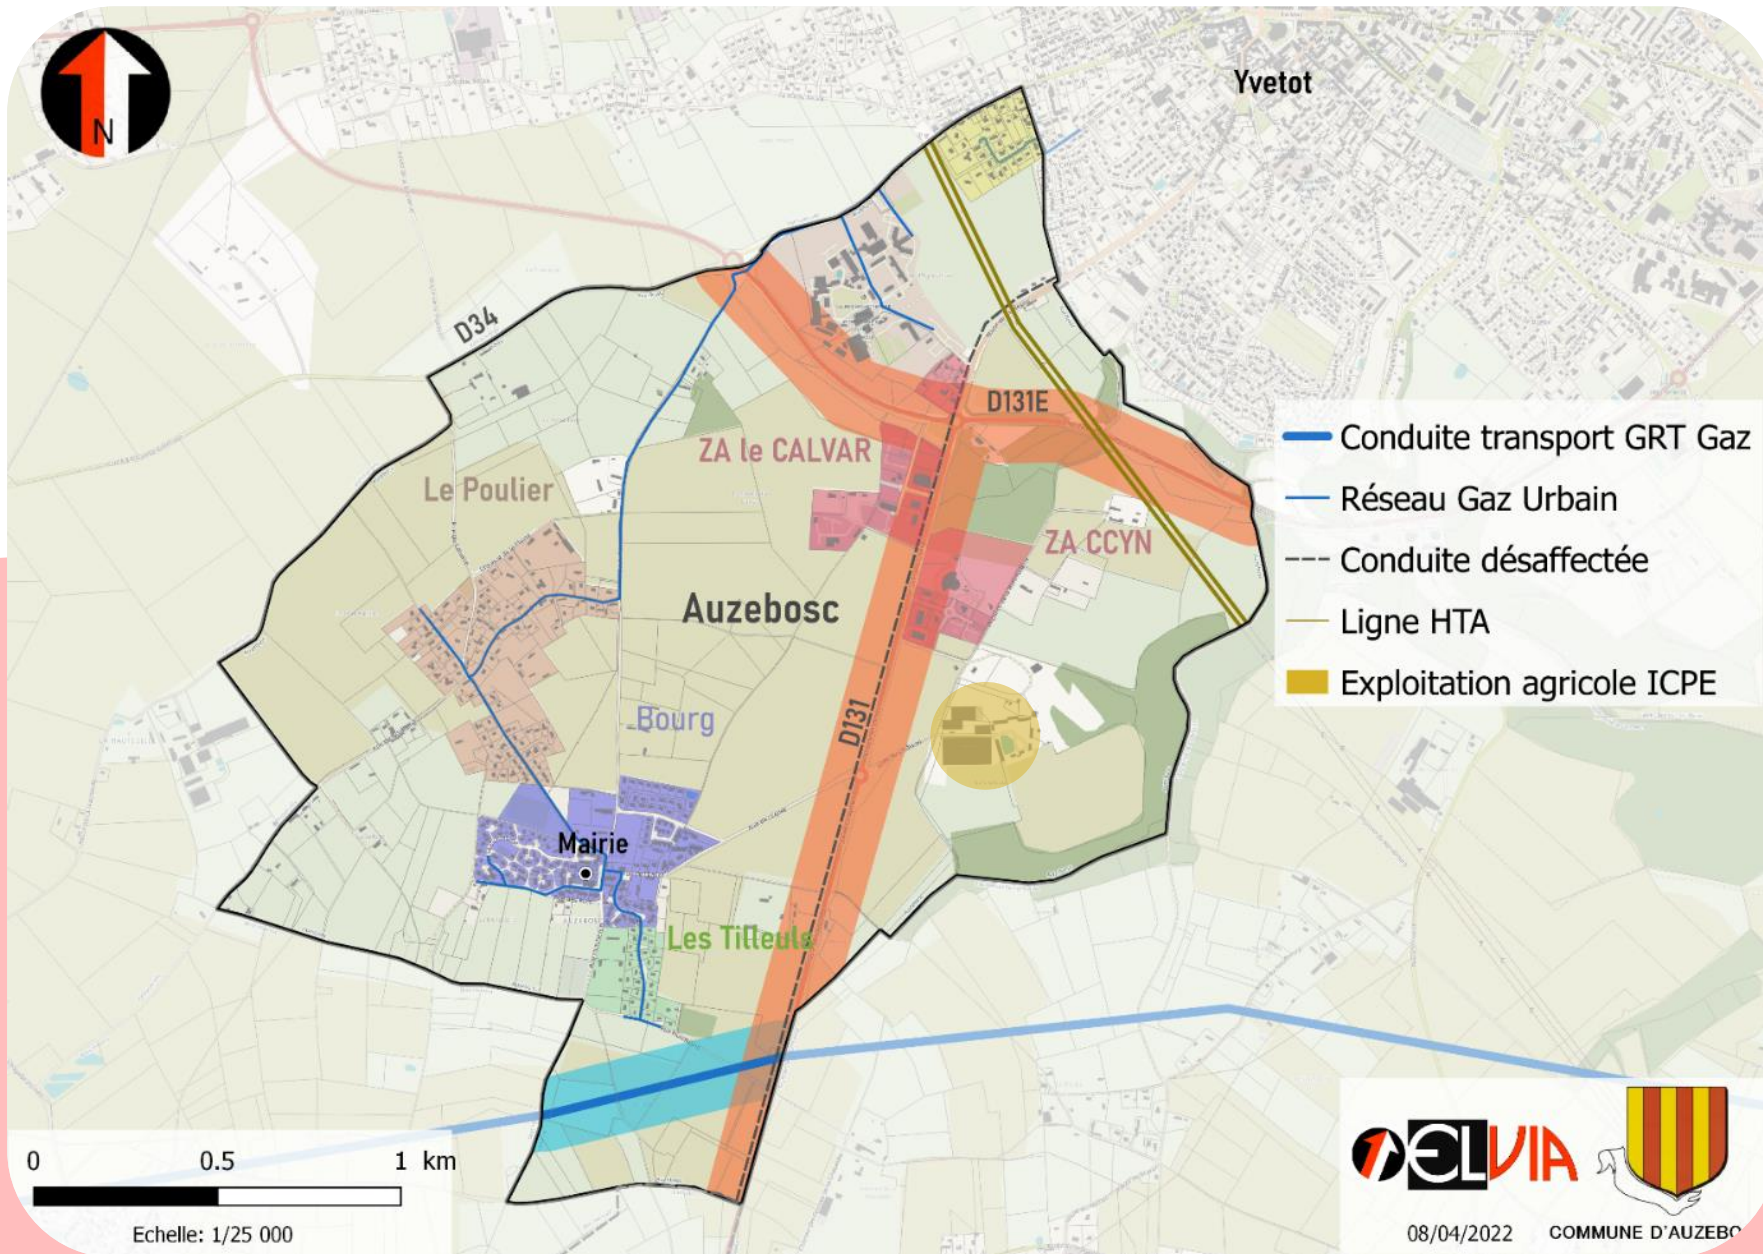 N
Yvetot
D34
D131E
ZA le CALVAR
Le Poulier
ZA CCYN
Auzebosc
Bourg
D131
Mairie
Les Tilleuls
Conduite transport GRT Gaz
Réseau Gaz Urbain
Conduite désaffectée
Ligne HTA
Exploitation agricole ICPE
0 0.5 1 km
Echelle: 1/25 000
ELVIA
08/04/2022
COMMUNE D'AUZEBO